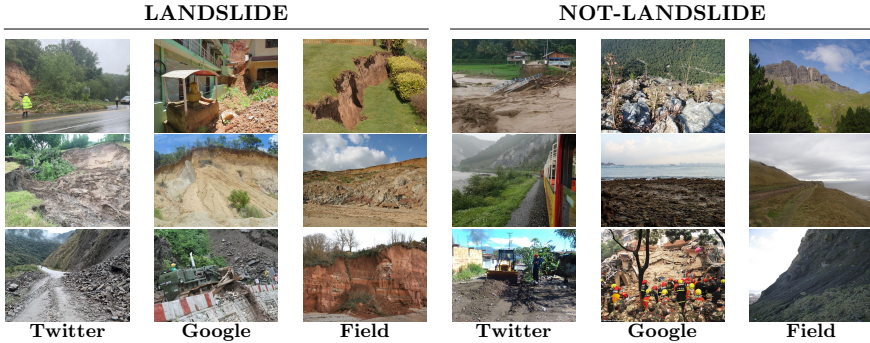 LANDSLIDE
NOT-LANDSLIDE
Twitter
Google
Field
Twitter
Google
Field